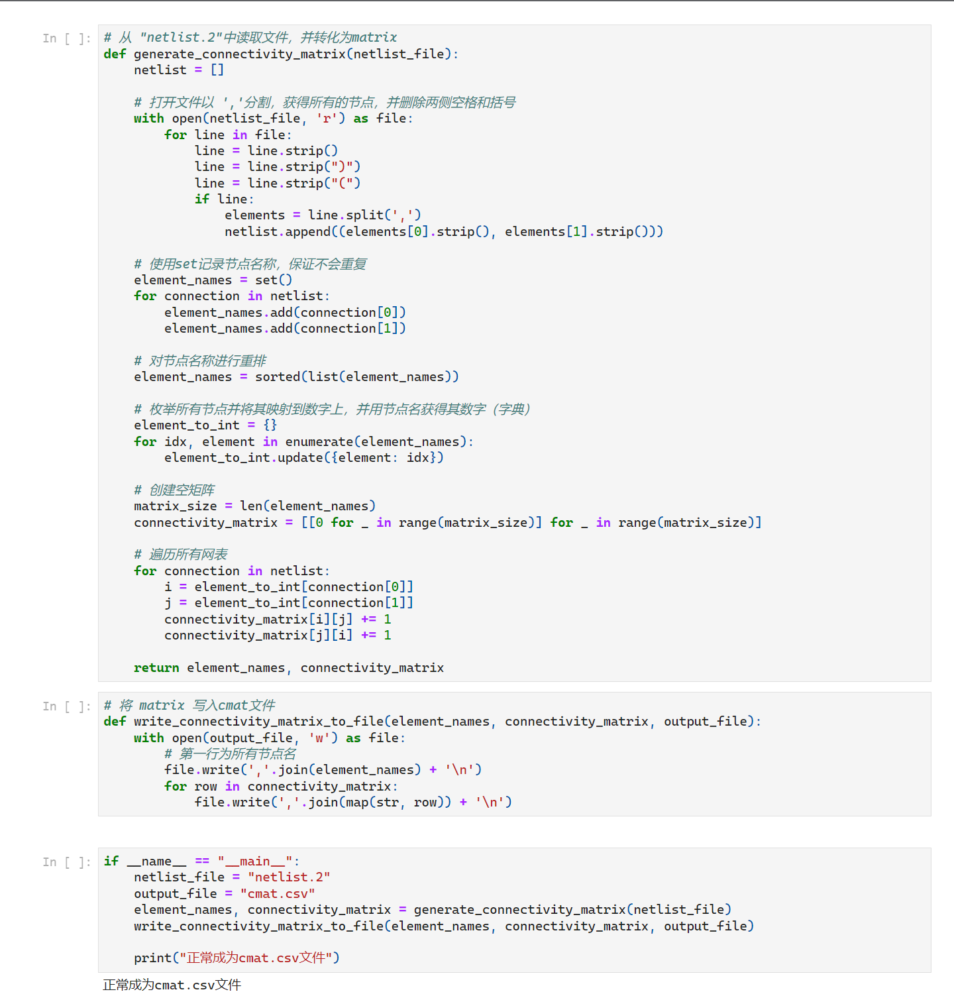 In [ ]:
# 从 "netlist.2"中读取文件，并转化为matrix
def generate_connectivity_matrix(netlist_file):
    netlist = []

    # 打开文件以 ','分割，获得所有的节点，并删除两侧空格和括号
    with open(netlist_file, 'r') as file:
        for line in file:
            line = line.strip()
            line = line.strip(")")
            line = line.strip("(")
            if line:
                elements = line.split(',')
                netlist.append((elements[0].strip(), elements[1].strip()))

    # 使用set记录节点名称，保证不会重复
    element_names = set()
    for connection in netlist:
        element_names.add(connection[0])
        element_names.add(connection[1])

    # 对节点名称进行重排
    element_names = sorted(list(element_names))

    # 枚举所有节点并将其映射到数字上，并用节点名获得其数字（字典）
    element_to_int = {}
    for idx, element in enumerate(element_names):
        element_to_int.update({element: idx})

    # 创建空矩阵
    matrix_size = len(element_names)
    connectivity_matrix = [[0 for _ in range(matrix_size)] for _ in range(matrix_size)]

    # 遍历所有网表
    for connection in netlist:
        i = element_to_int[connection[0]]
        j = element_to_int[connection[1]]
        connectivity_matrix[i][j] += 1
        connectivity_matrix[j][i] += 1

    return element_names, connectivity_matrix
In [ ]:
# 将 matrix 写入cmat文件
def write_connectivity_matrix_to_file(element_names, connectivity_matrix, output_file):
    with open(output_file, 'w') as file:
        # 第一行为所有节点名
        file.write(','.join(element_names) + '\n')
        for row in connectivity_matrix:
            file.write(','.join(map(str, row)) + '\n')
In [ ]:
if __name__ == "__main__":
    netlist_file = "netlist.2"
    output_file = "cmat.csv"
    element_names, connectivity_matrix = generate_connectivity_matrix(netlist_file)
    write_connectivity_matrix_to_file(element_names, connectivity_matrix, output_file)

    print("正常成为cmat.csv文件")
正常成为cmat.csv文件